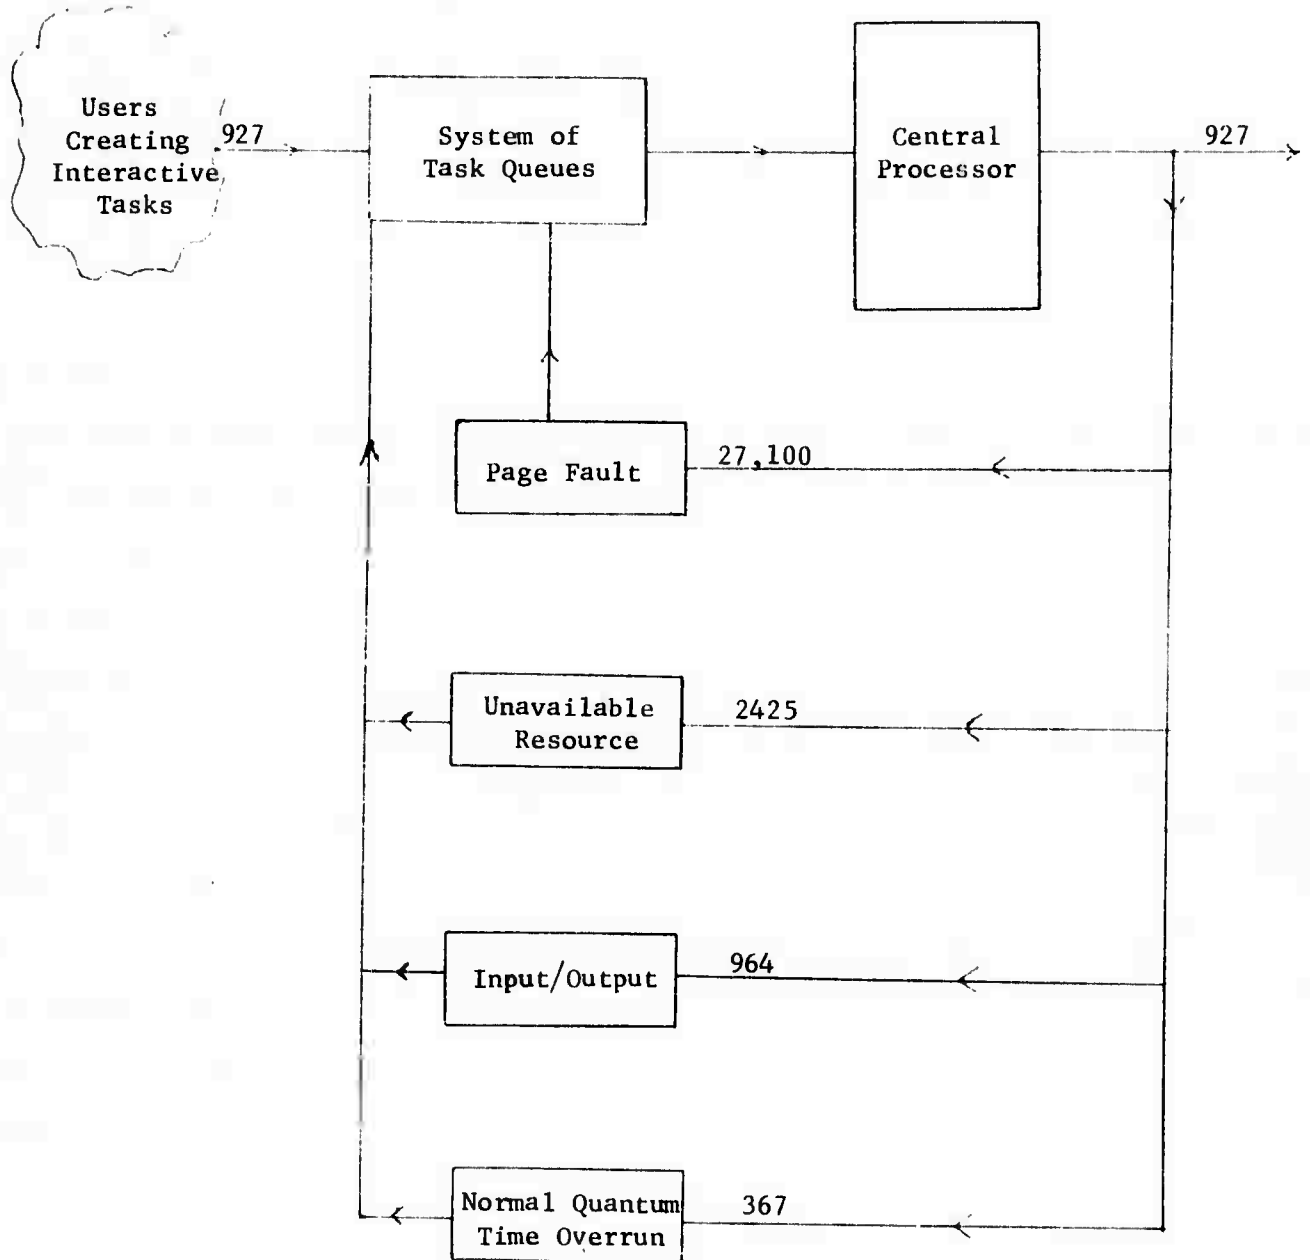 Users
Creating
Interactive
Tasks
927
System of
Task Queues
Central
Processor
927
Page Fault
27,100
Unavailable
Resource
2425
Input/Output
964
Normal Quantum
Time Overrun
367